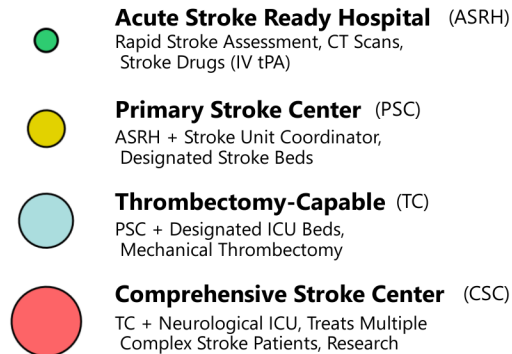 Acute Stroke Ready Hospital (ASRH)
Rapid Stroke Assessment, CT Scans,
Stroke Drugs (IV tPA)
Primary Stroke Center (PSC)
ASRH + Stroke Unit Coordinator,
Designated Stroke Beds
Thrombectomy-Capable (TC)
PSC + Designated ICU Beds,
Mechanical Thrombectomy
Comprehensive Stroke Center (CSC)
TC + Neurological ICU, Treats Multiple
Complex Stroke Patients, Research